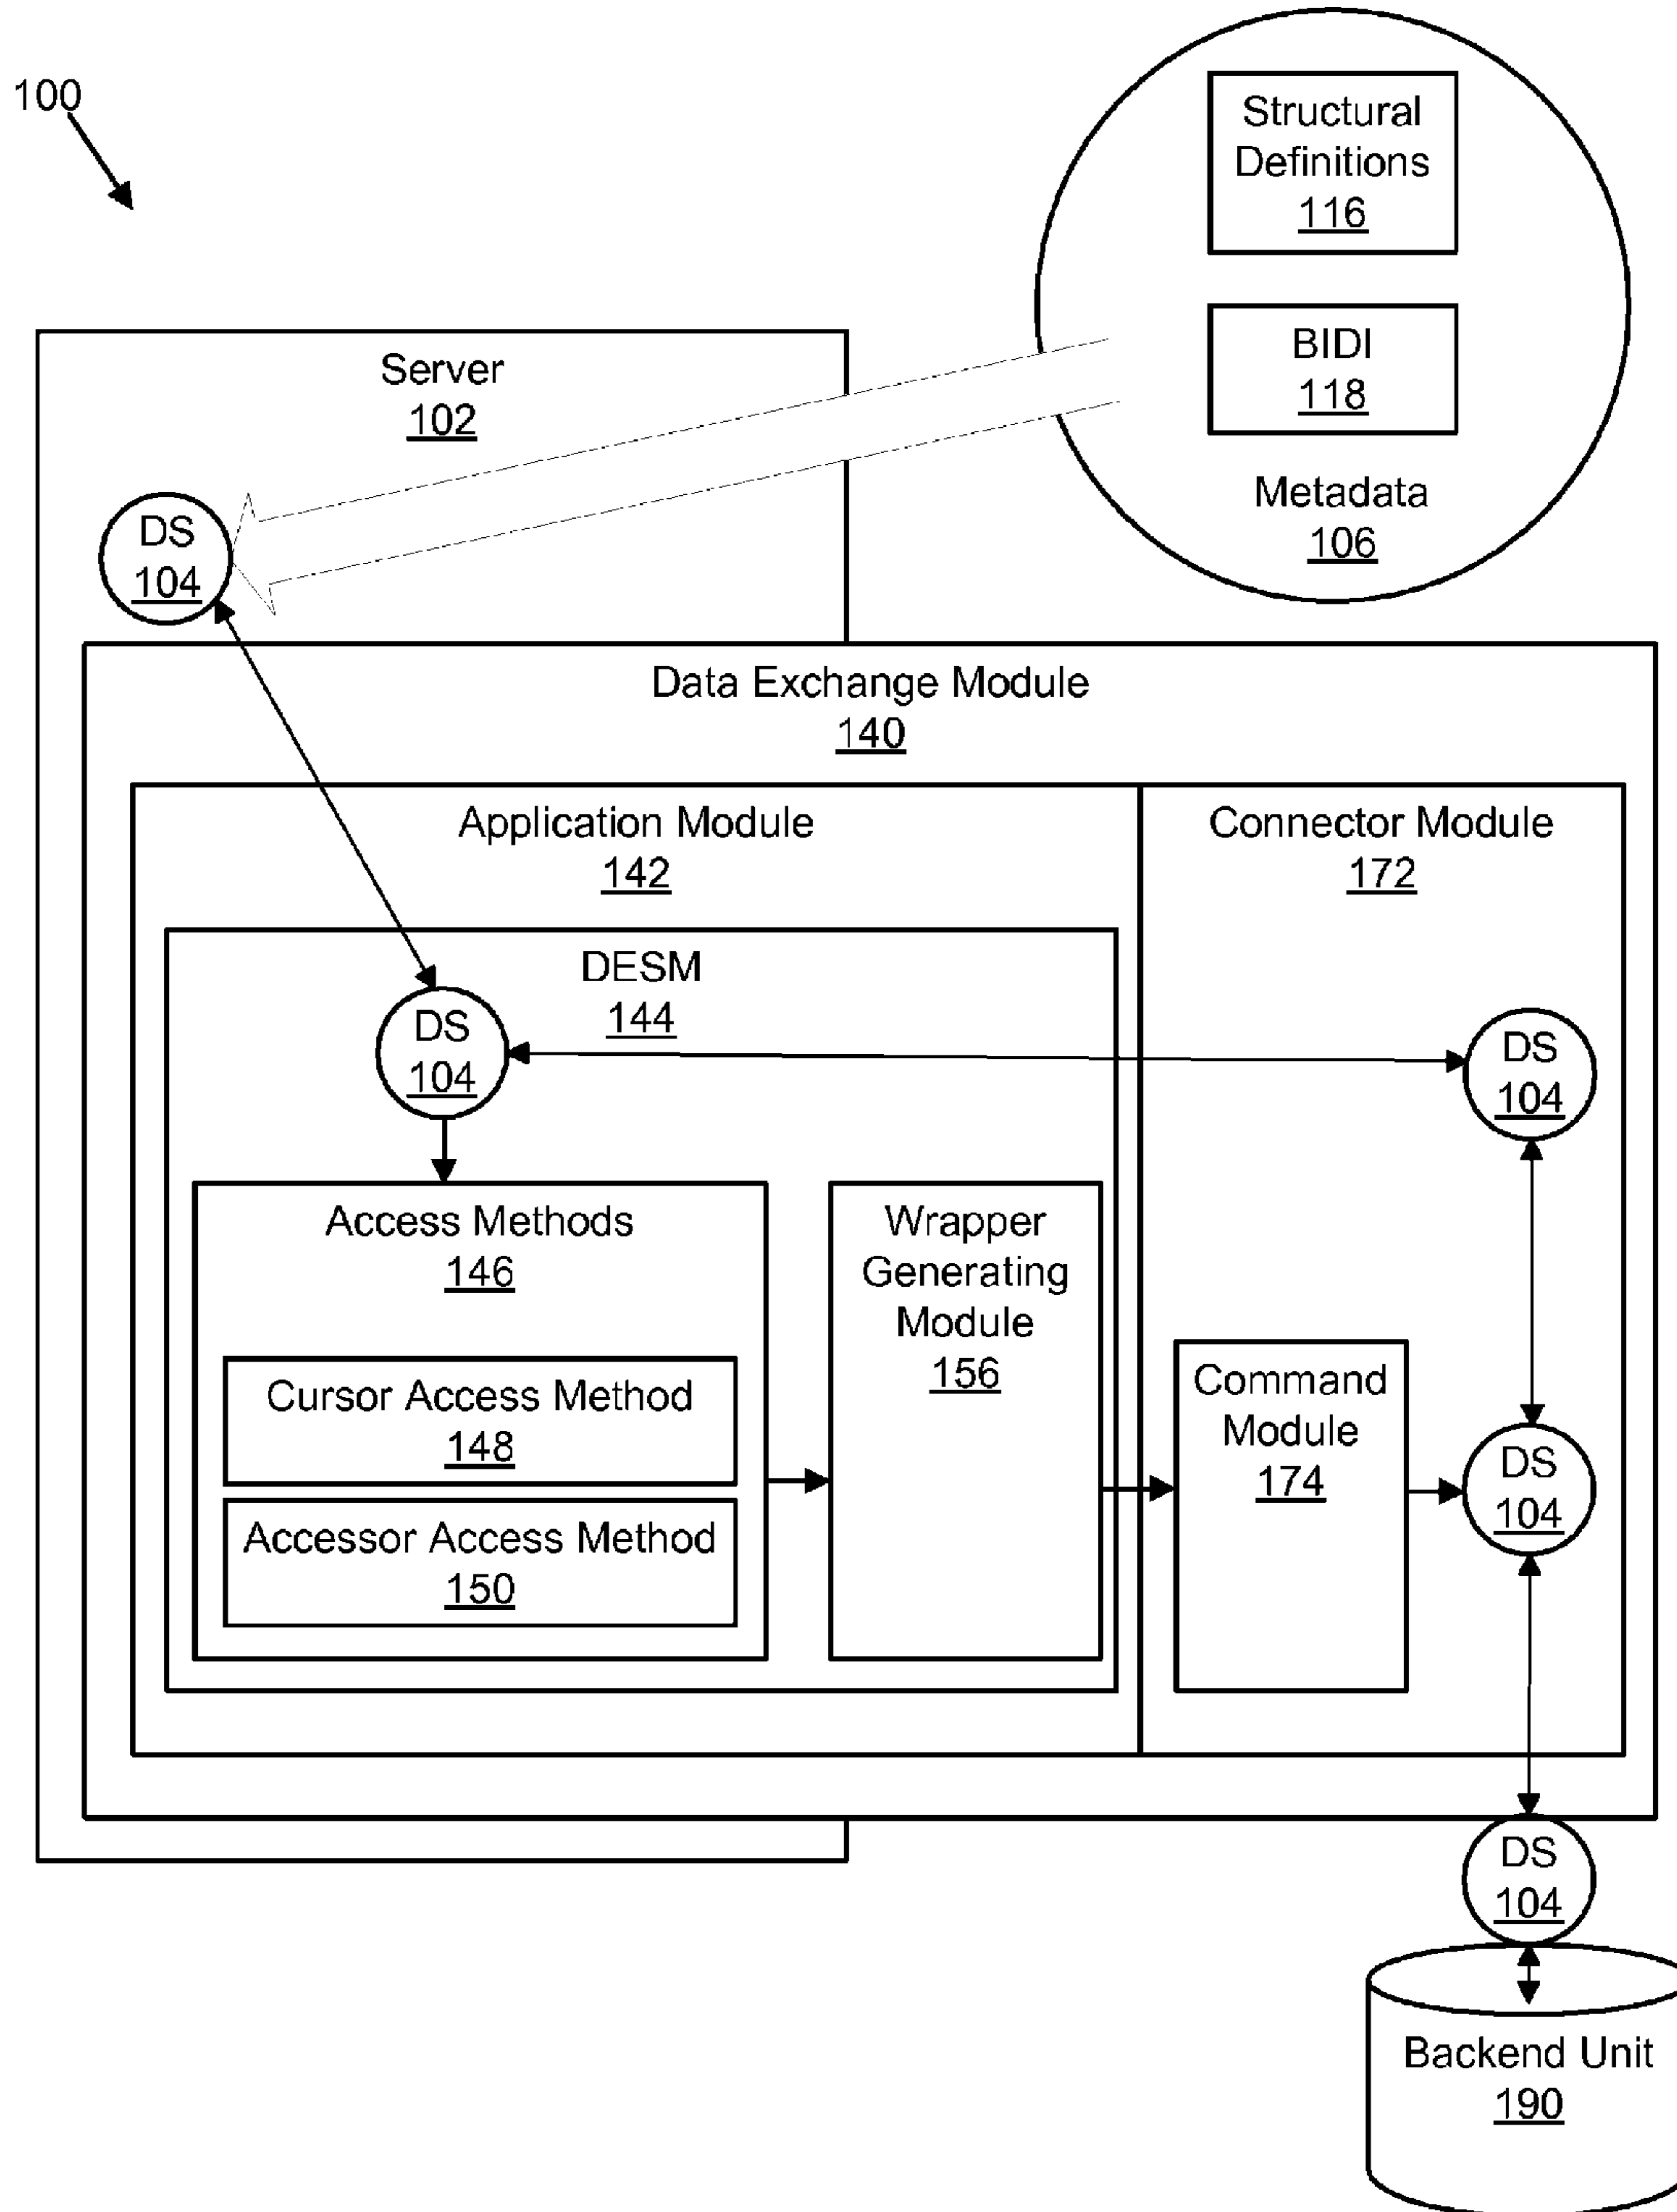 100
Structural
Definitions
116
BIDI
118
Metadata
106
Server
102
DS
104
Data Exchange Module
140
Application Module
142
Connector Module
172
DESM
144
DS
104
DS
104
Access Methods
146
Cursor Access Method
148
Accessor Access Method
150
Wrapper
Generating
Module
156
Command
Module
174
DS
104
DS
104
Backend Unit
190